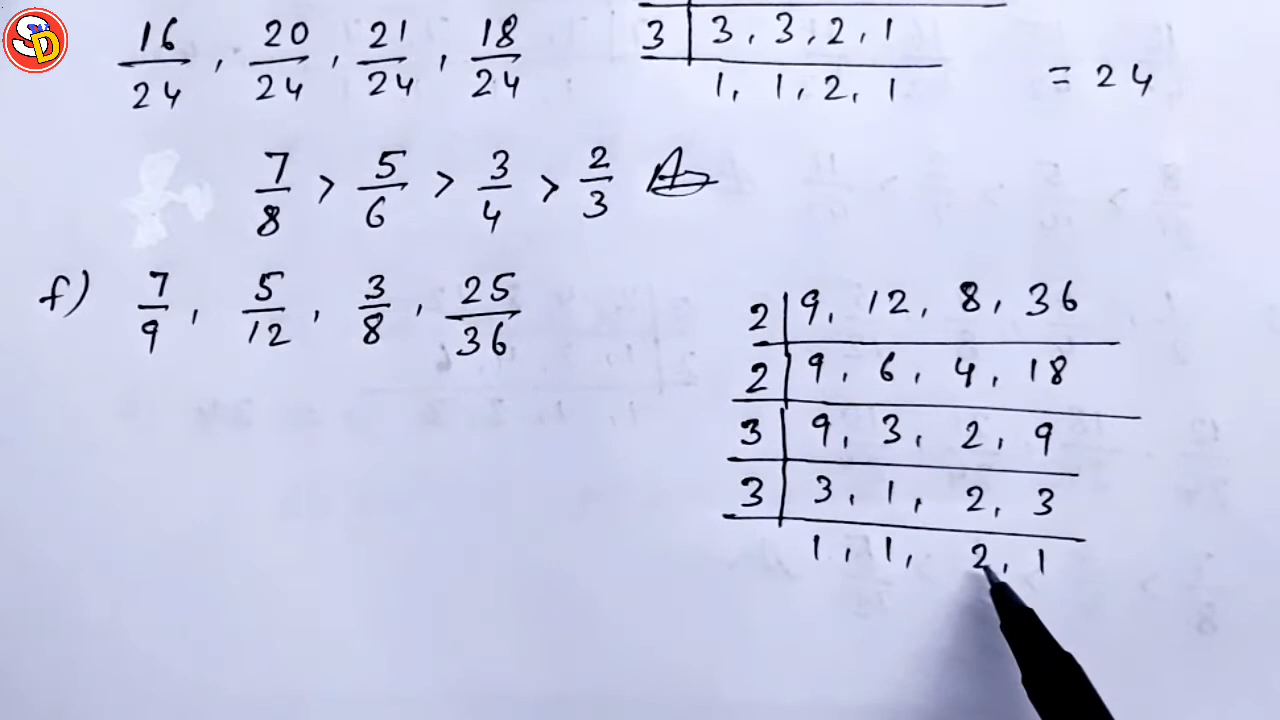 SD
16/24, 20/24, 21/24, 18/24
3 | 3, 3, 2, 1
1, 1, 2, 1
= 24
7/8 > 5/6 > 3/4 > 2/3 Ans
f) 7/9, 5/12, 3/8, 25/36
2 | 9, 12, 8, 36
2 | 9, 6, 4, 18
3 | 9, 3, 2, 9
3 | 3, 1, 2, 3
1, 1, 2, 1